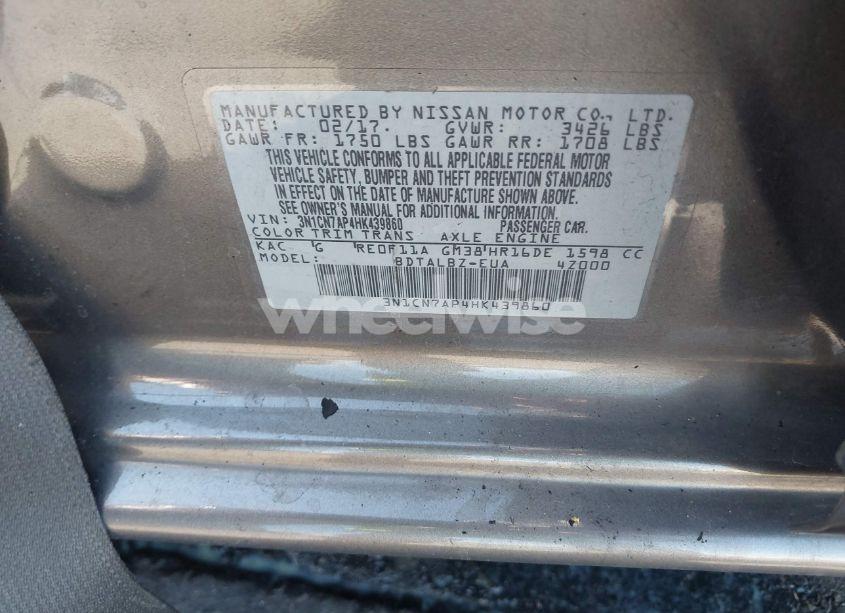 MANUFACTURED BY NISSAN MOTOR CO., LTD.
DATE: 02/17. GVWR: 3426 LBS
GAWR FR: 1750 LBS GAWR RR: 1708 LBS
THIS VEHICLE CONFORMS TO ALL APPLICABLE FEDERAL MOTOR
VEHICLE SAFETY, BUMPER AND THEFT PREVENTION STANDARDS
IN EFFECT ON THE DATE OF MANUFACTURE SHOWN ABOVE.
SEE OWNER'S MANUAL FOR ADDITIONAL INFORMATION.
VIN: 3N1CN7AP4HK439860 PASSENGER CAR.
COLOR TRIM TRANS AXLE ENGINE
KAC G RE0F11A GM38 HR16DE 1598 CC
MODEL: BDTALBZ-EUA 4Z000
3N1CN7AP4HK439860
wheelwise